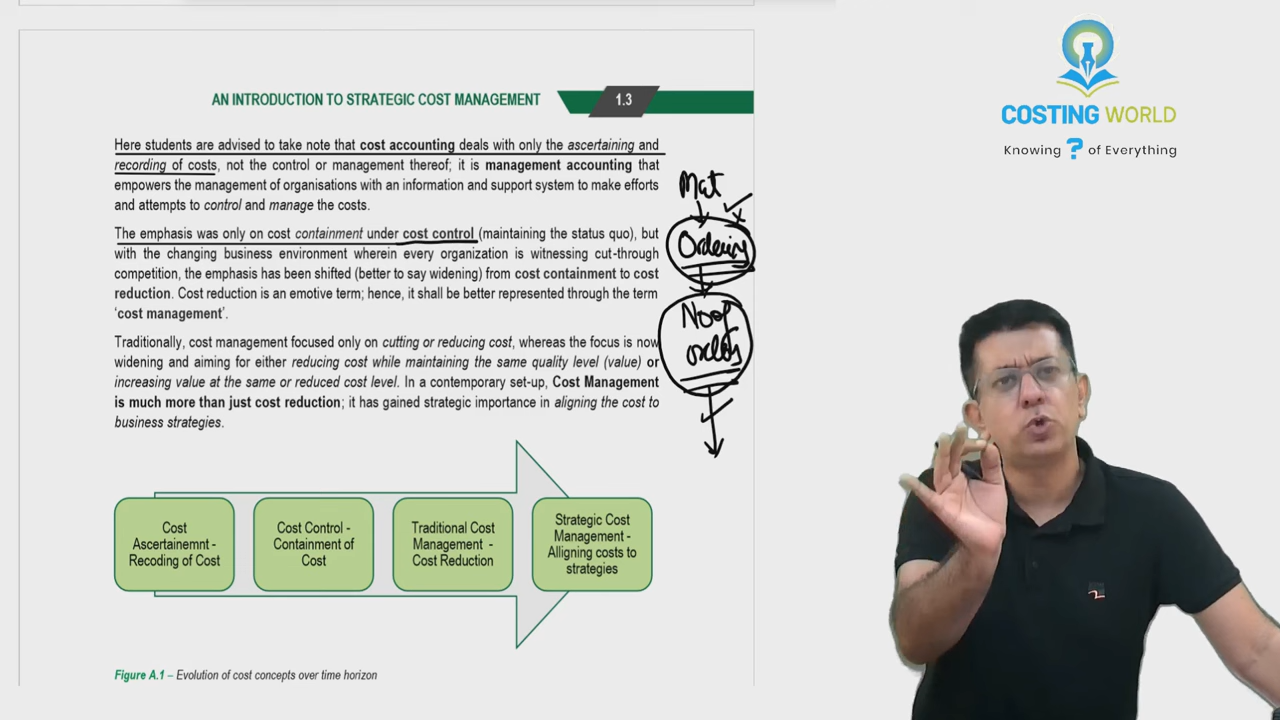 AN INTRODUCTION TO STRATEGIC COST MANAGEMENT 1.3
Here students are advised to take note that cost accounting deals with only the ascertaining and
recording of costs, not the control or management thereof; it is management accounting that
empowers the management of organisations with an information and support system to make efforts
and attempts to control and manage the costs.
The emphasis was only on cost containment under cost control (maintaining the status quo), but
with the changing business environment wherein every organization is witnessing cut-through
competition, the emphasis has been shifted (better to say widening) from cost containment to cost
reduction. Cost reduction is an emotive term; hence, it shall be better represented through the term
‘cost management’.
Traditionally, cost management focused only on cutting or reducing cost, whereas the focus is now
widening and aiming for either reducing cost while maintaining the same quality level (value) or
increasing value at the same or reduced cost level. In a contemporary set-up, Cost Management
is much more than just cost reduction; it has gained strategic importance in aligning the cost to
business strategies.
Mat
Ordering
No of
orders
Cost
Ascertainemnt -
Recoding of Cost
Cost Control -
Containment of
Cost
Traditional Cost
Management -
Cost Reduction
Strategic Cost
Management -
Alligning costs to
strategies
Figure A.1 – Evolution of cost concepts over time horizon
COSTING WORLD
Knowing ? of Everything